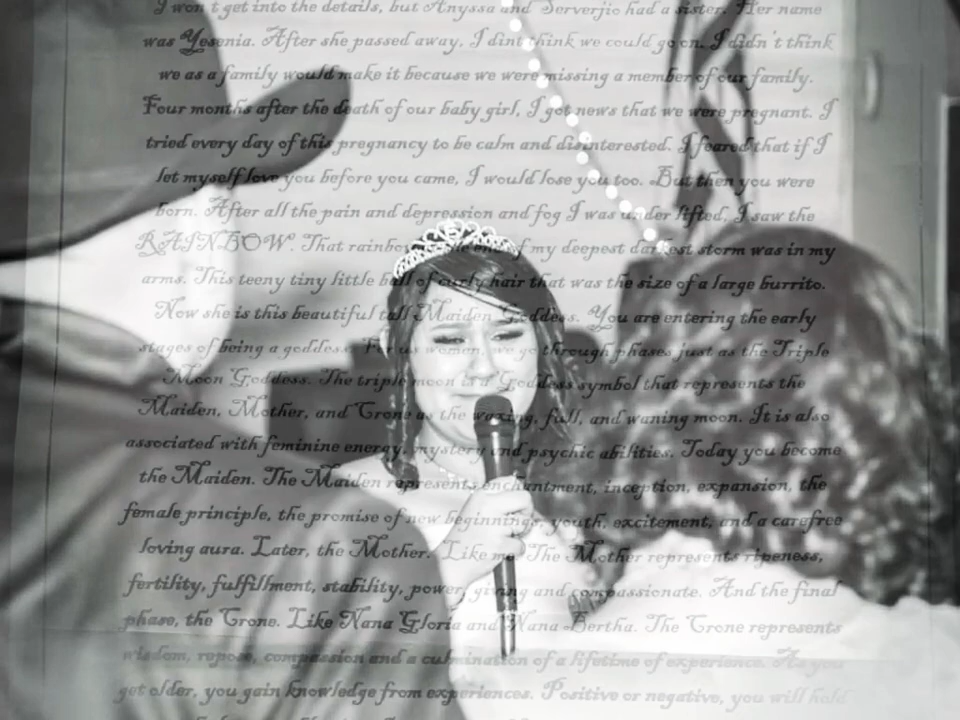 I won't get into the details, but Anyssa and Serverjio had a sister. Her name
was Yesenia. After she passed away, I dint think we could go on. I didn't think
we as a family would make it because we were missing a member of our family.
Four months after the death of our baby girl, I got news that we were pregnant. I
tried every day of this pregnancy to be calm and disinterested. I feared that if I
let myself love you before you came, I would lose you too. But then you were
born. After all the pain and depression and fog I was under lifted. I saw the
RAINBOW. That rainbow of my deepest darkest storm was in my
arms. This teeny tiny little ball of curly hair that was the size of a large burrito.
Now she is this beautiful tall Maiden Goddess. You are entering the early
stages of being a goddess. For us women, we go through phases just as the Triple
Moon Goddess. The triple moon is a Goddess symbol that represents the
Maiden, Mother, and Crone as the waxing, full, and waning moon. It is also
associated with feminine energy, mystery and psychic abilities. Today you become
the Maiden. The Maiden represents enchantment, inception, expansion, the
female principle, the promise of new beginnings, youth, excitement, and a carefree
loving aura. Later, the Mother. Like me. The Mother represents ripeness,
fertility, fulfillment, stability, power giving and compassionate. And the final
phase, the Crone. Like Nana Gloria and Nana Bertha. The Crone represents
wisdom, repose, compassion and a culmination of a lifetime of experience. As you
get older, you gain knowledge from experiences. Positive or negative, you will hold